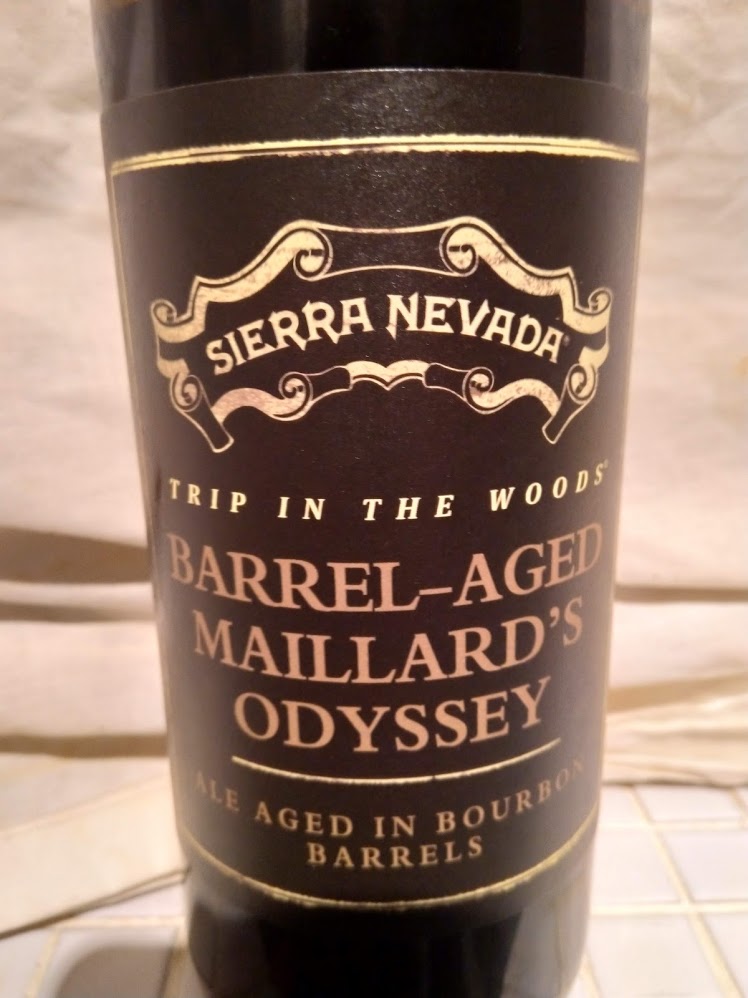 SIERRA NEVADA®
TRIP IN THE WOODS®
BARREL-AGED
MAILLARD'S
ODYSSEY
ALE AGED IN BOURBON
BARRELS